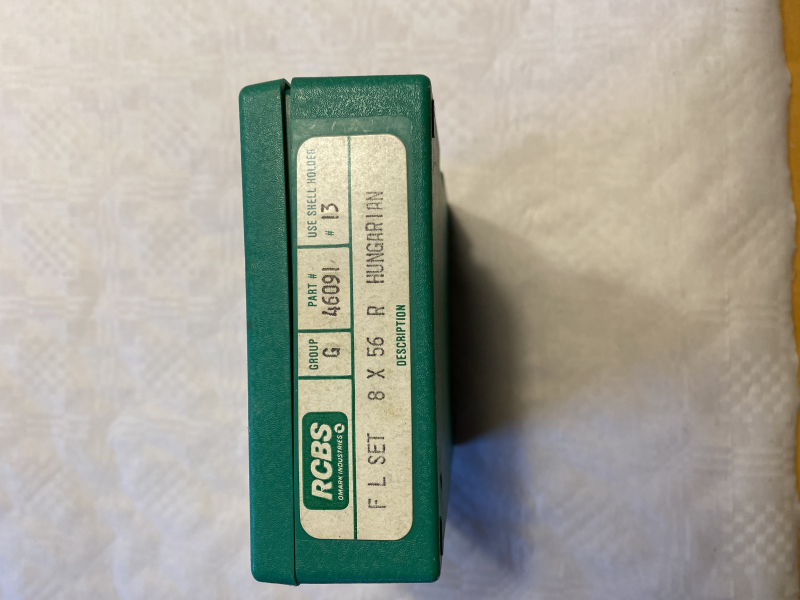 RCBS
OMARK INDUSTRIES
GROUP
G
PART #
46091
USE SHELL HOLDER
# 13
F L SET 8 X 56 R HUNGARIAN
DESCRIPTION